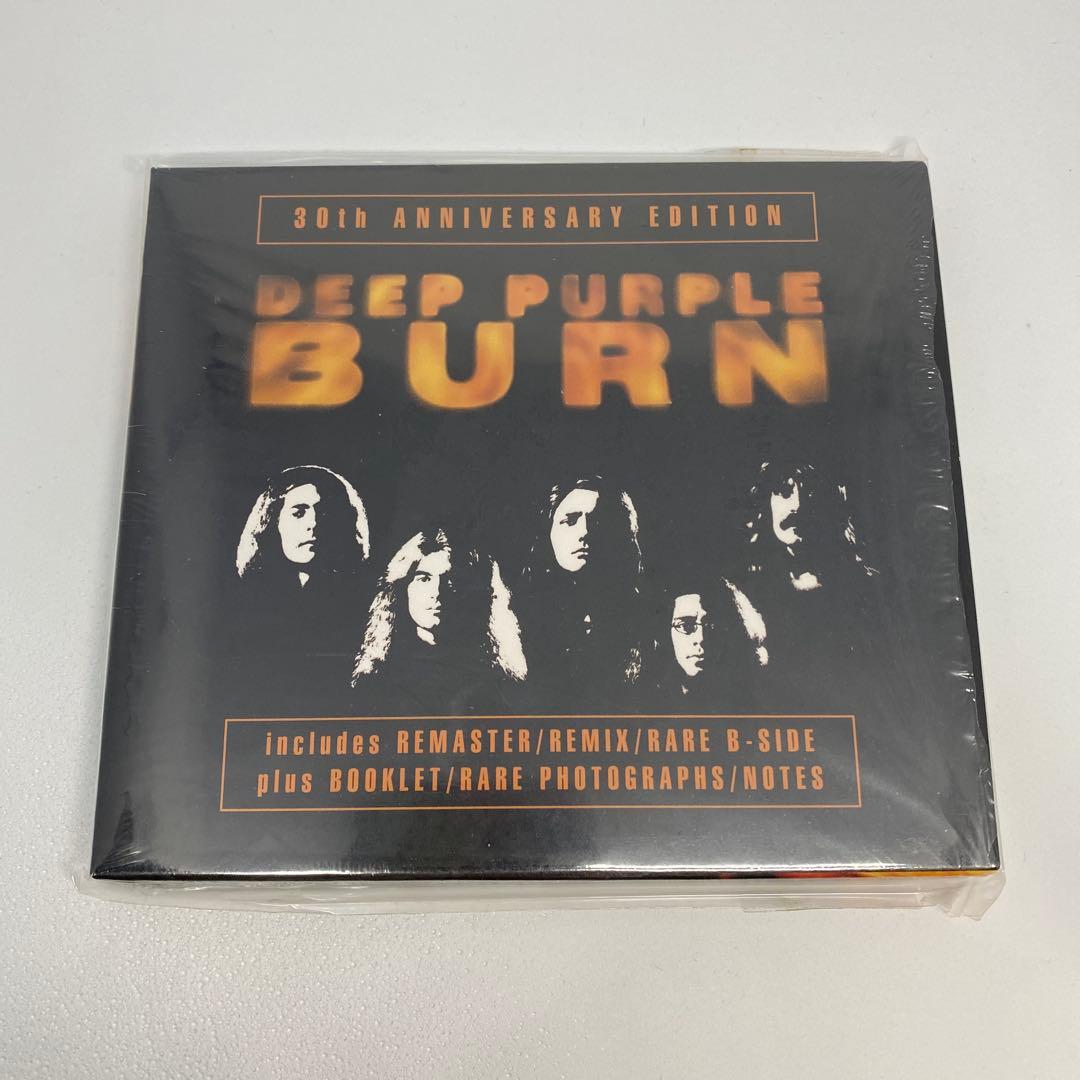 30th ANNIVERSARY EDITION
DEEP PURPLE
BURN
includes REMASTER/REMIX/RARE B-SIDE
plus BOOKLET/RARE PHOTOGRAPHS/NOTES